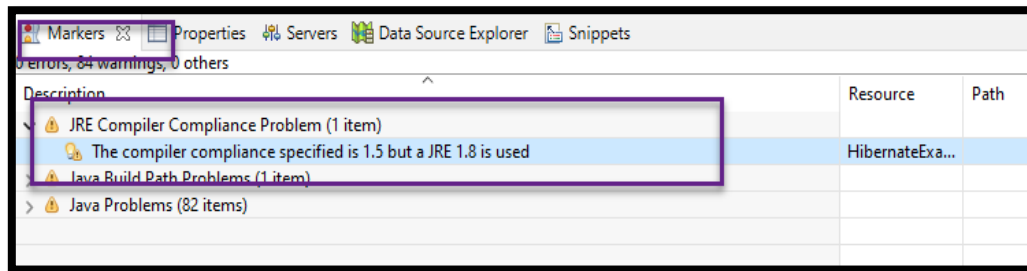 Markers Properties Servers Data Source Explorer Snippets
0 errors, 84 warnings, 0 others
Description Resource Path
JRE Compiler Compliance Problem (1 item)
The compiler compliance specified is 1.5 but a JRE 1.8 is used HibernateExa...
Java Build Path Problems (1 item)
Java Problems (82 items)